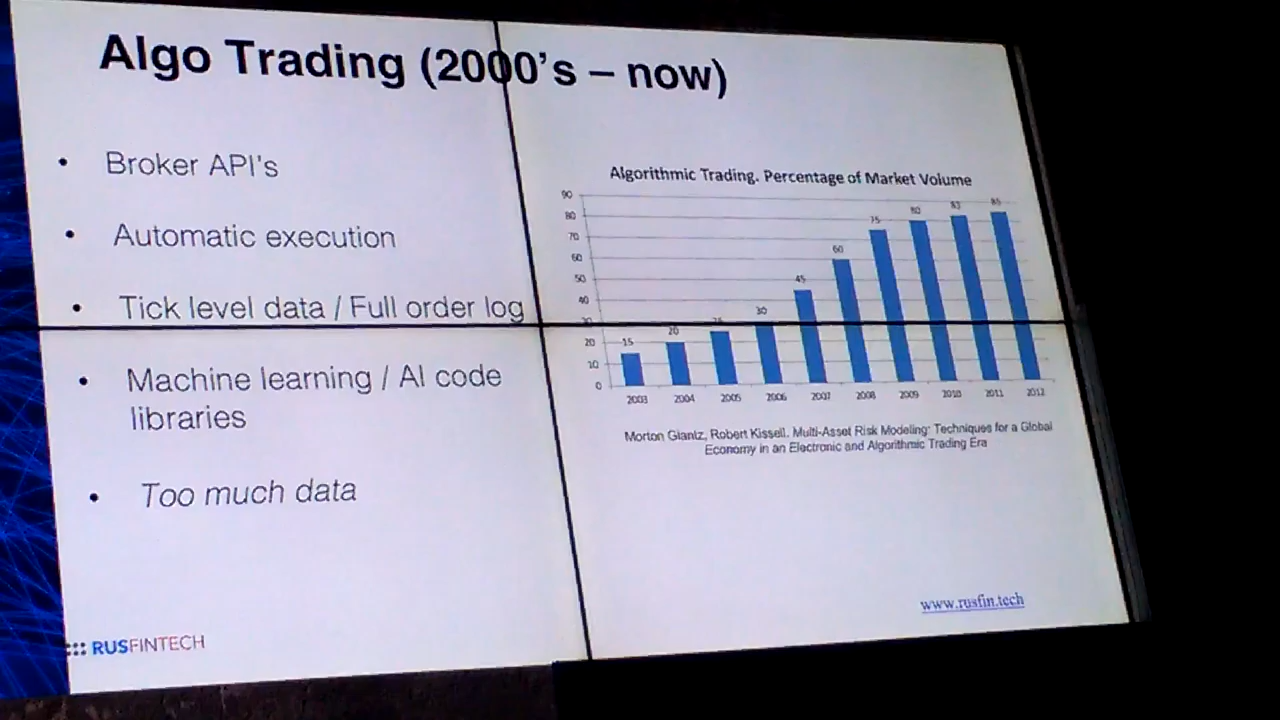 Algo Trading (2000's – now)
• Broker API's
• Automatic execution
• Tick level data / Full order log
• Machine learning / AI code
libraries
• Too much data
Algorithmic Trading. Percentage of Market Volume
90
80
70
60
50
40
30
20
10
0
15 20 30 45 60 75 80 83 85
2003 2004 2005 2006 2007 2008 2009 2010 2011 2012
Morton Glantz, Robert Kissell. Multi-Asset Risk Modeling: Techniques for a Global
Economy in an Electronic and Algorithmic Trading Era
www.rusfin.tech
RUSFINTECH